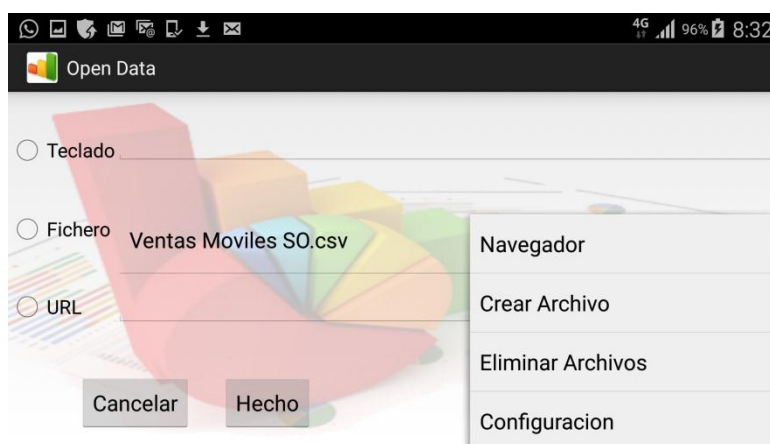 4G 96% 8:32
Open Data
Teclado
Fichero Ventas Moviles SO.csv
URL
Cancelar Hecho
Navegador
Crear Archivo
Eliminar Archivos
Configuracion